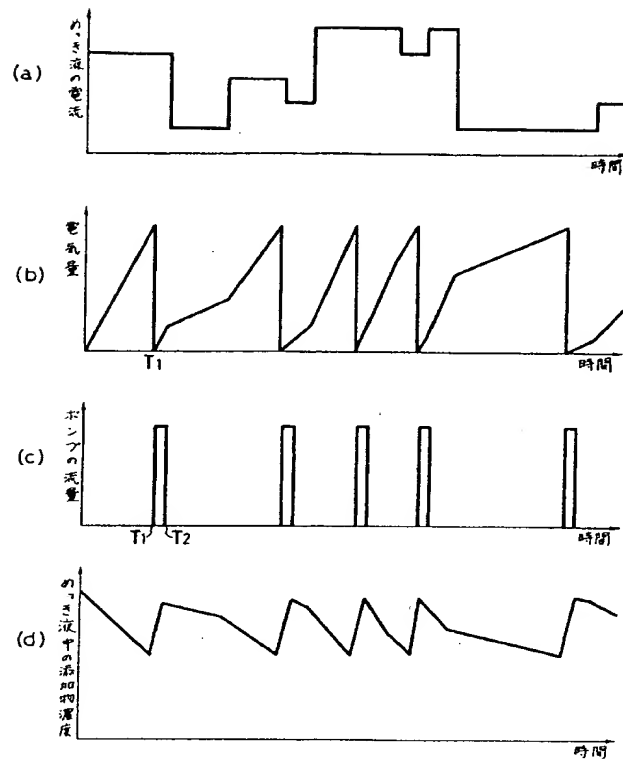 (a)
めっき液の電流
時間
(b)
電気量
T1
時間
(c)
ポンプの流量
T1
T2
時間
(d)
めっき液中の添加物濃度
時間